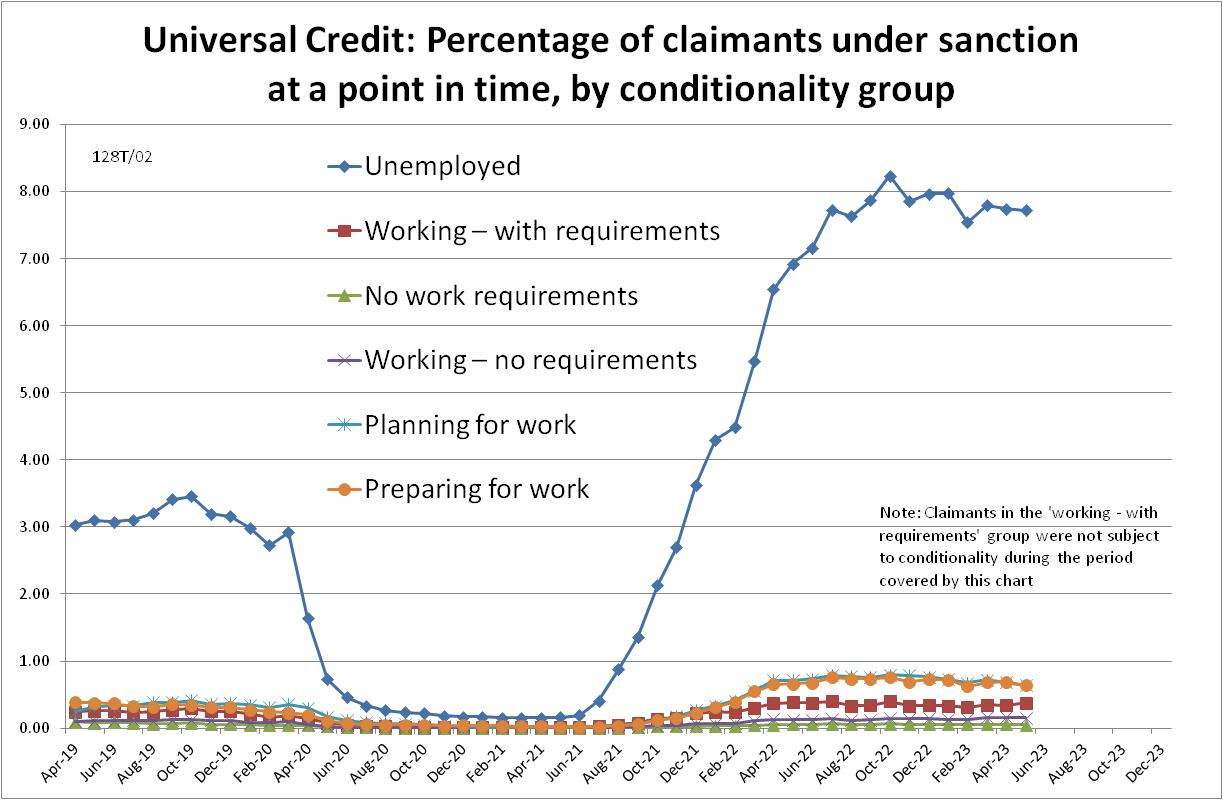 Universal Credit: Percentage of claimants under sanction
at a point in time, by conditionality group
9.00
128T/02
8.00
7.00
6.00
5.00
4.00
3.00
2.00
1.00
0.00
Unemployed
Working – with requirements
No work requirements
Working – no requirements
Planning for work
Preparing for work
Note: Claimants in the 'working - with
requirements' group were not subject
to conditionality during the period
covered by this chart
Apr-19
Jun-19
Aug-19
Oct-19
Dec-19
Feb-20
Apr-20
Jun-20
Aug-20
Oct-20
Dec-20
Feb-21
Apr-21
Jun-21
Aug-21
Oct-21
Dec-21
Feb-22
Apr-22
Jun-22
Aug-22
Oct-22
Dec-22
Feb-23
Apr-23
Jun-23
Aug-23
Oct-23
Dec-23